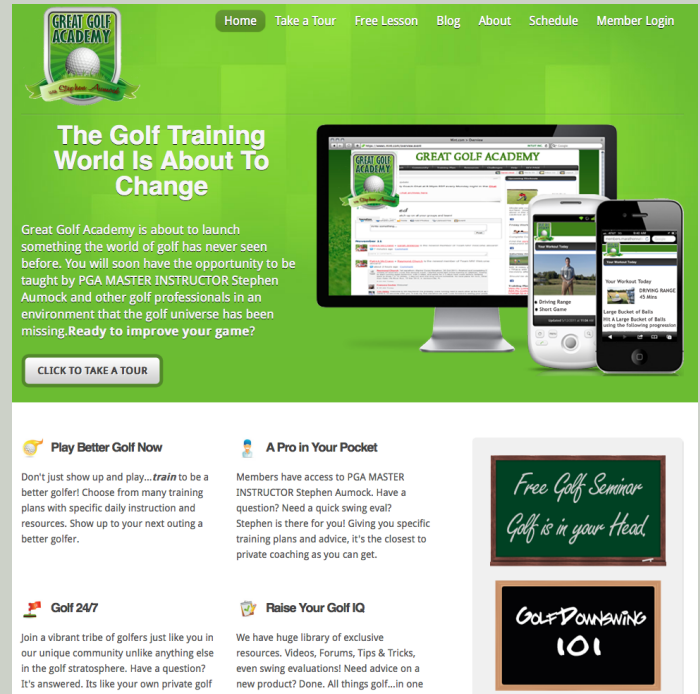 GREAT GOLF
ACADEMY
with Stephen Aumock
Home Take a Tour Free Lesson Blog About Schedule Member Login
The Golf Training
World Is About To
Change
Great Golf Academy is about to launch
something the world of golf has never seen
before. You will soon have the opportunity to be
taught by PGA MASTER INSTRUCTOR Stephen
Aumock and other golf professionals in an
environment that the golf universe has been
missing.Ready to improve your game?
CLICK TO TAKE A TOUR
GREAT GOLF ACADEMY
GREAT GOLF
ACADEMY
Your Workout Today
Driving Range
Short Game
Your Workout Today
DRIVING RANGE
45 Mins
Large Bucket of Balls
Hit A Large Bucket of Balls
using the following progression
Play Better Golf Now
Don't just show up and play...train to be a
better golfer! Choose from many training
plans with specific daily instruction and
resources. Show up to your next outing a
better golfer.
A Pro in Your Pocket
Members have access to PGA MASTER
INSTRUCTOR Stephen Aumock. Have a
question? Need a quick swing eval?
Stephen is there for you! Giving you specific
training plans and advice, it's the closest to
private coaching as you can get.
Golf 24/7
Join a vibrant tribe of golfers just like you in
our unique community unlike anything else
in the golf stratosphere. Have a question?
It's answered. Its like your own private golf
Raise Your Golf IQ
We have huge library of exclusive
resources. Videos, Forums, Tips & Tricks,
even swing evaluations! Need advice on a
new product? Done. All things golf...in one
Free Golf Seminar
Golf is in your Head.
GOLF DOWNSWING
101